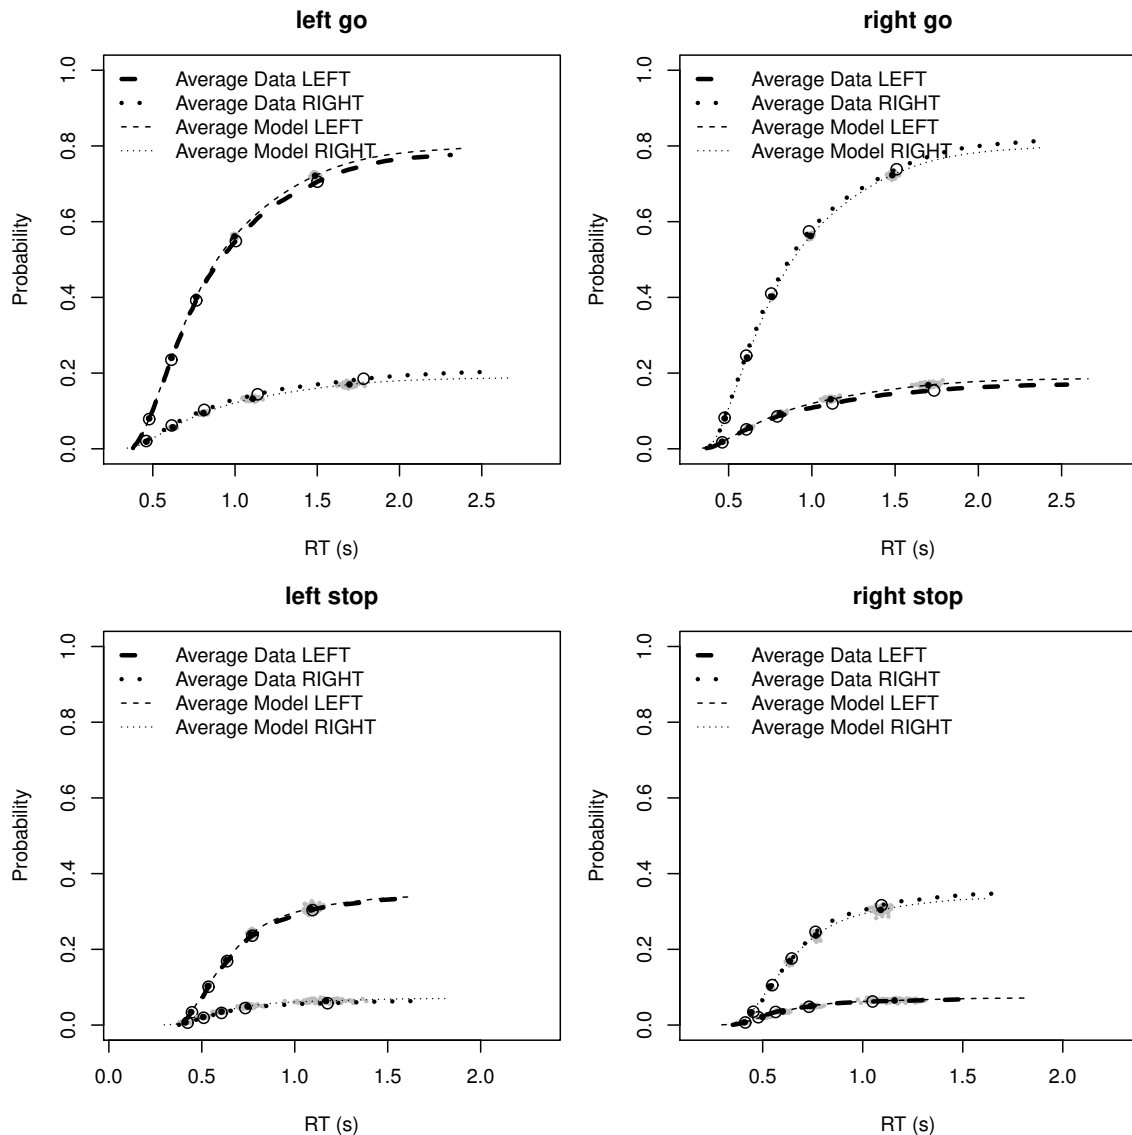 left go
Average Data LEFT
Average Data RIGHT
Average Model LEFT
Average Model RIGHT
Probability
0.0 0.2 0.4 0.6 0.8 1.0
0.5 1.0 1.5 2.0 2.5
RT (s)
right go
Average Data LEFT
Average Data RIGHT
Average Model LEFT
Average Model RIGHT
Probability
0.0 0.2 0.4 0.6 0.8 1.0
0.5 1.0 1.5 2.0 2.5
RT (s)
left stop
Average Data LEFT
Average Data RIGHT
Average Model LEFT
Average Model RIGHT
Probability
0.0 0.2 0.4 0.6 0.8 1.0
0.0 0.5 1.0 1.5 2.0
RT (s)
right stop
Average Data LEFT
Average Data RIGHT
Average Model LEFT
Average Model RIGHT
Probability
0.0 0.2 0.4 0.6 0.8 1.0
0.5 1.0 1.5 2.0
RT (s)